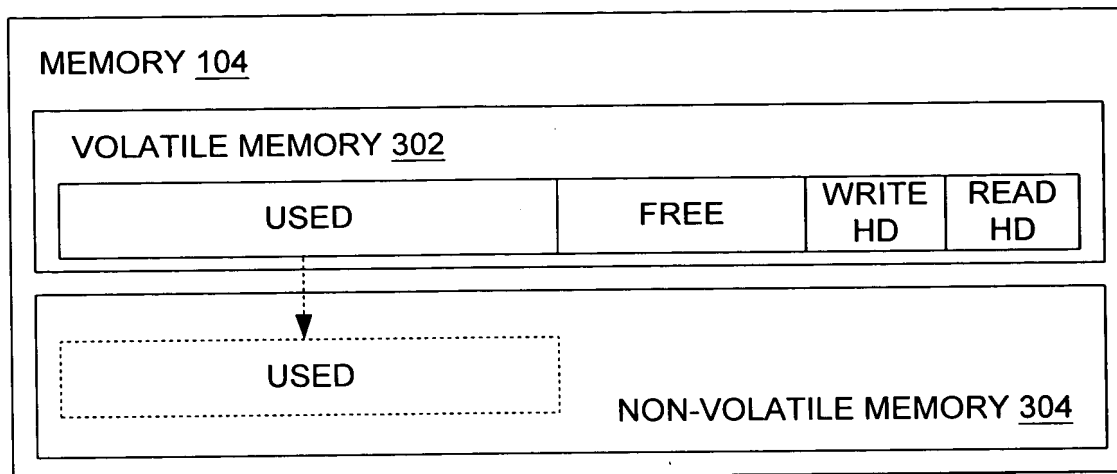 MEMORY 104
VOLATILE MEMORY 302
USED
FREE
WRITE
HD
READ
HD
USED
NON-VOLATILE MEMORY 304